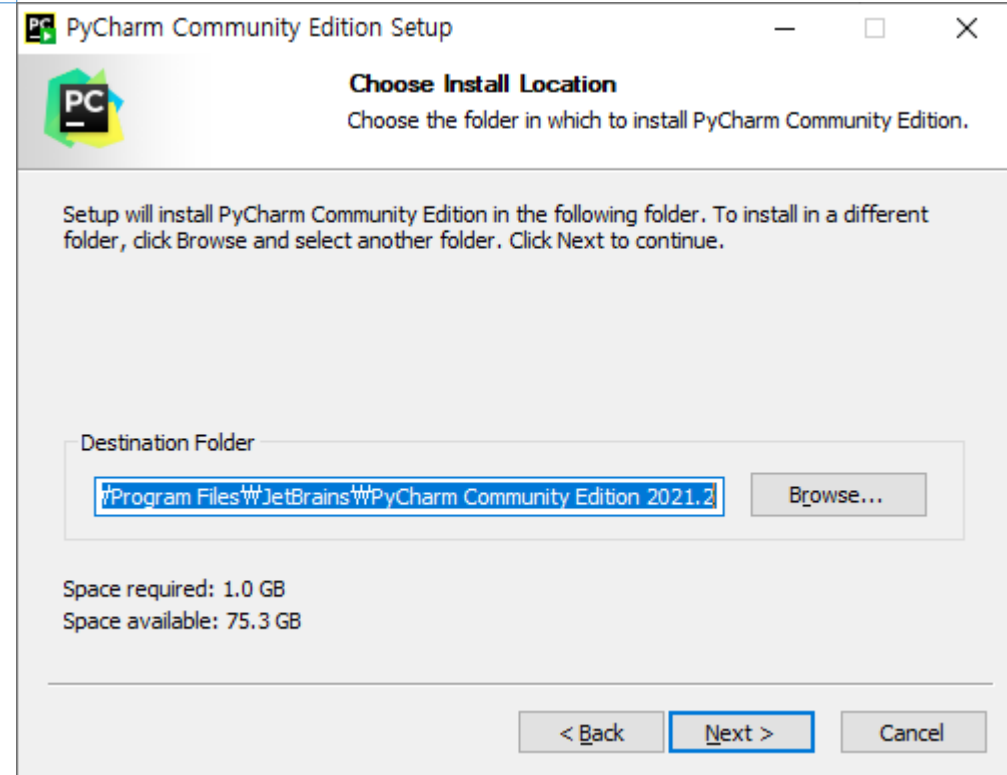 PC PyCharm Community Edition Setup
PC
Choose Install Location
Choose the folder in which to install PyCharm Community Edition.
Setup will install PyCharm Community Edition in the following folder. To install in a different
folder, click Browse and select another folder. Click Next to continue.
Destination Folder
₩Program Files₩JetBrains₩PyCharm Community Edition 2021.2
Browse...
Space required: 1.0 GB
Space available: 75.3 GB
< Back
Next >
Cancel